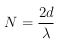 N = \frac{2d}{\lambda}